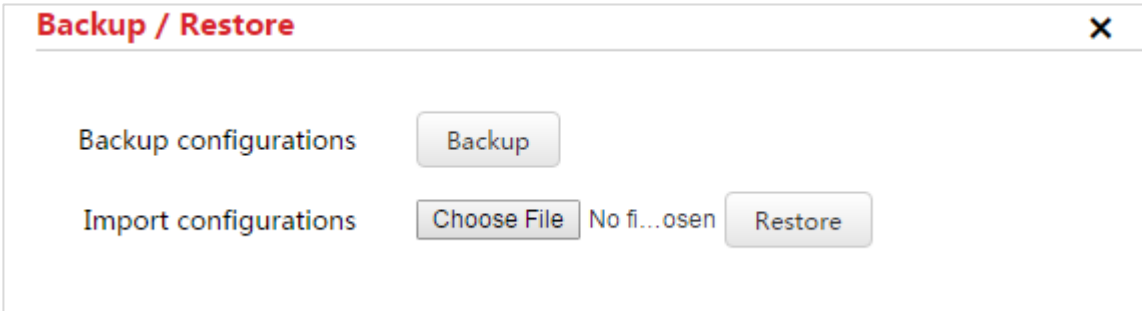 Backup / Restore ×
Backup configurations Backup
Import configurations Choose File No fi...osen Restore